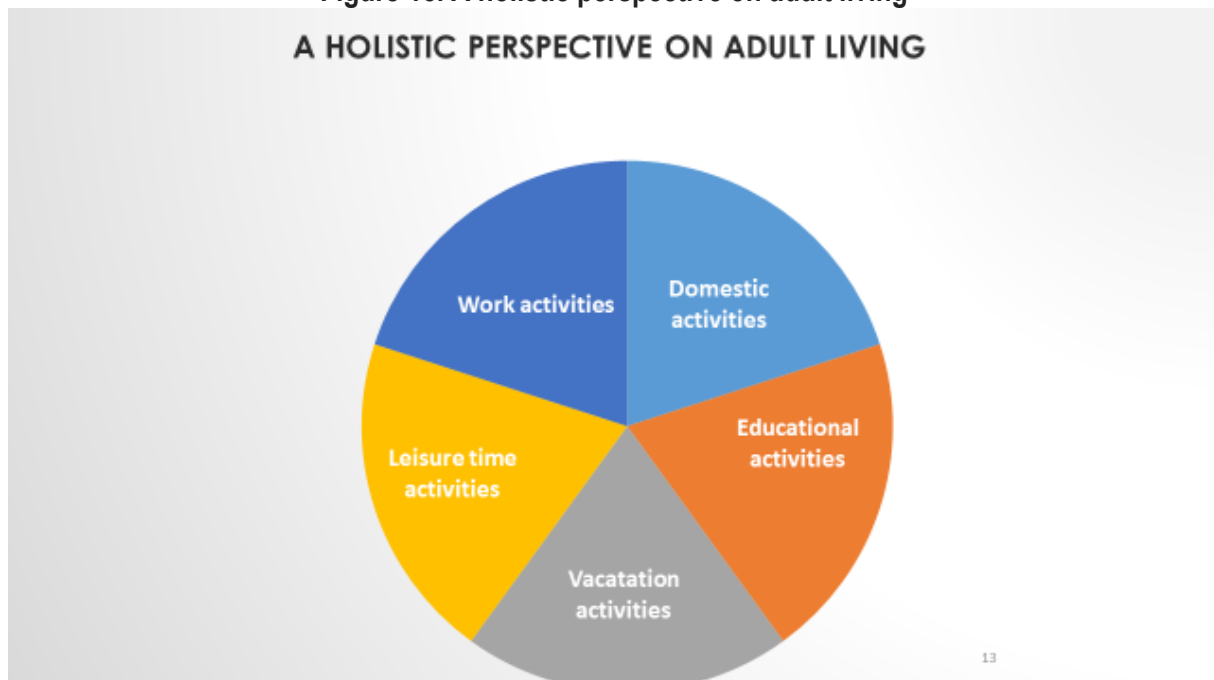 A HOLISTIC PERSPECTIVE ON ADULT LIVING
Work activities
Domestic
activities
Educational
activities
Leisure time
activities
Vacatation
activities
13